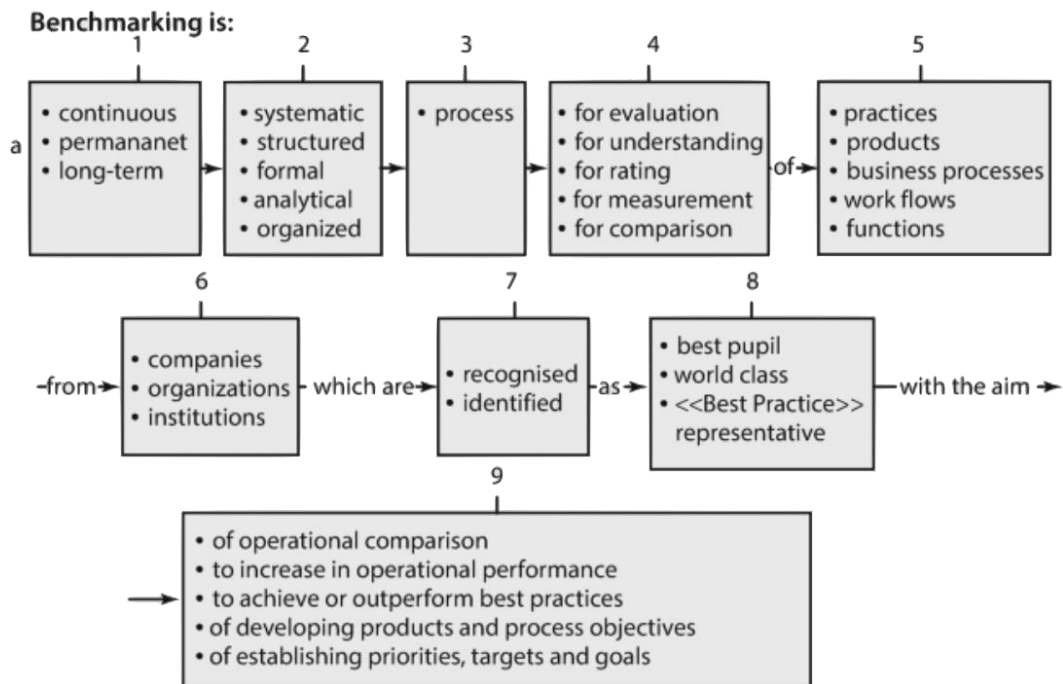 Benchmarking is:
1
2
3
4
5
a
• continuous
• permananet
• long-term
• systematic
• structured
• formal
• analytical
• organized
• process
• for evaluation
• for understanding
• for rating
• for measurement
• for comparison
of
• practices
• products
• business processes
• work flows
• functions
6
7
8
from
• companies
• organizations
• institutions
which are
• recognised
• identified
as
• best pupil
• world class
• <<Best Practice>>
representative
with the aim
9
• of operational comparison
• to increase in operational performance
• to achieve or outperform best practices
• of developing products and process objectives
• of establishing priorities, targets and goals